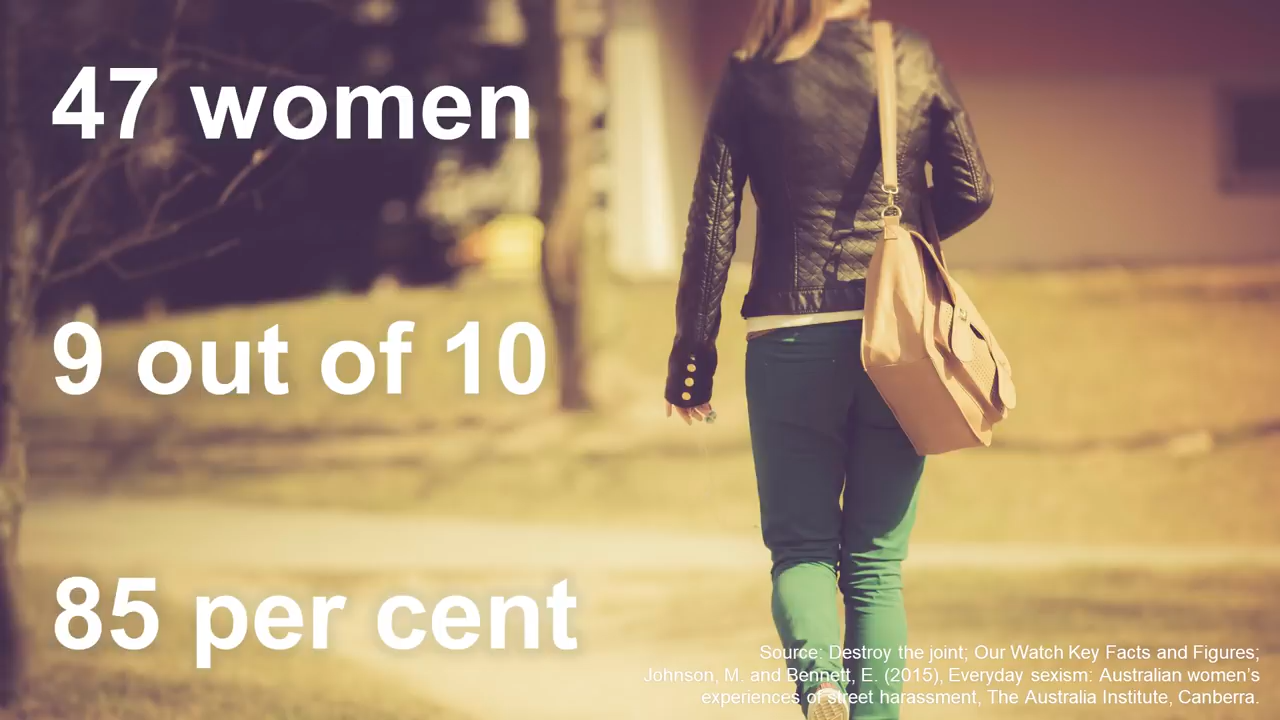 47 women
9 out of 10
85 per cent
Source: Destroy the joint; Our Watch Key Facts and Figures;
Johnson, M. and Bennett, E. (2015), Everyday sexism: Australian women's
experiences of street harassment, The Australia Institute, Canberra.